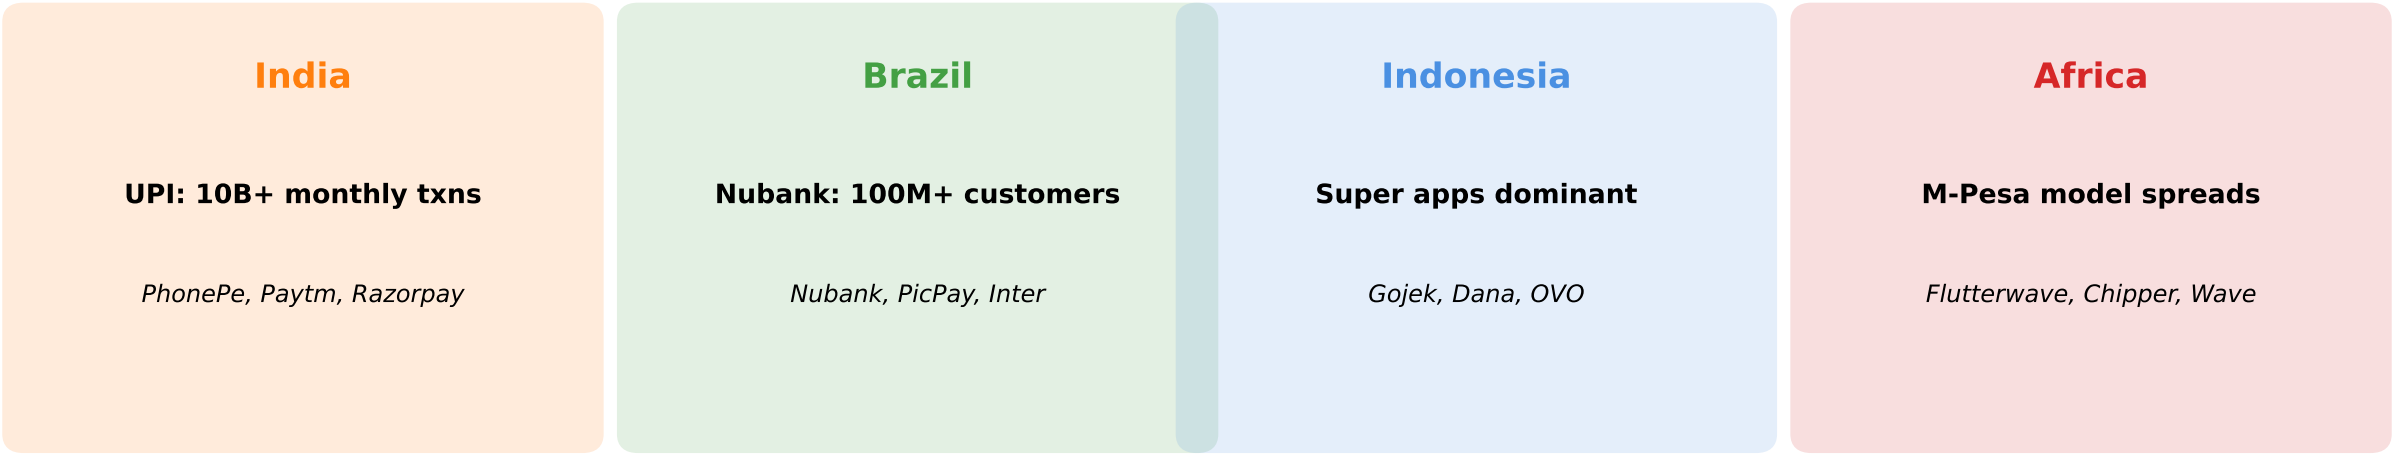 India
UPI: 10B+ monthly txns
PhonePe, Paytm, Razorpay
Brazil
Nubank: 100M+ customers
Nubank, PicPay, Inter
Indonesia
Super apps dominant
Gojek, Dana, OVO
Africa
M-Pesa model spreads
Flutterwave, Chipper, Wave